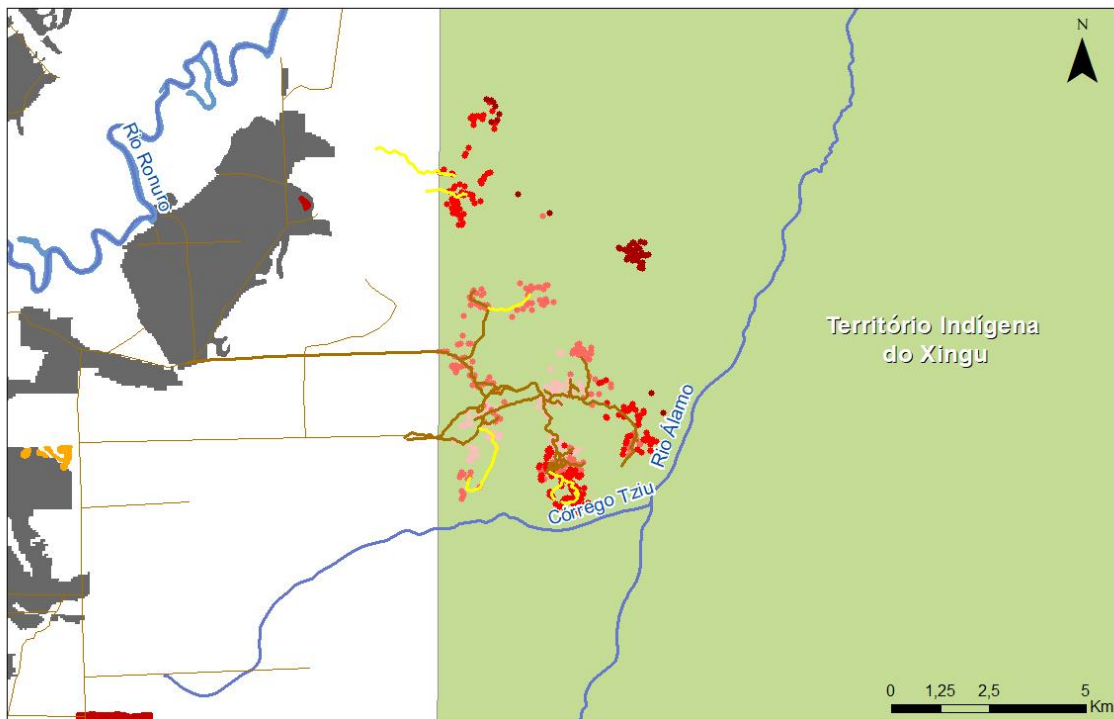 N
Rio Ronuro
Território Indígena
do Xingu
Rio Álamo
Córrego Tziu
0 1,25 2,5 5
Km